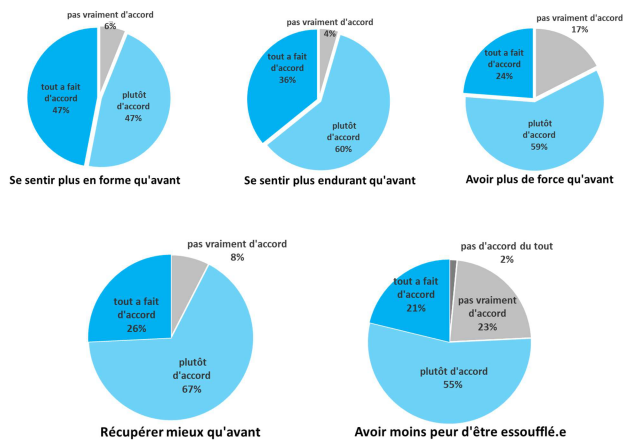 pas vraiment d'accord
6%
tout a fait
d'accord
47%
plutôt
d'accord
47%
Se sentir plus en forme qu'avant
pas vraiment d'accord
4%
tout a fait
d'accord
36%
plutôt
d'accord
60%
Se sentir plus endurant qu'avant
pas vraiment d'accord
17%
tout a fait
d'accord
24%
plutôt
d'accord
59%
Avoir plus de force qu'avant
pas vraiment d'accord
8%
tout a fait
d'accord
26%
plutôt
d'accord
67%
Récupérer mieux qu'avant
pas d'accord du tout
2%
tout a fait
d'accord
21%
pas vraiment
d'accord
23%
plutôt d'accord
55%
Avoir moins peur d'être essoufflé.e